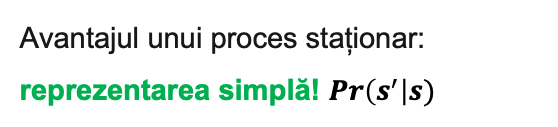 Avantajul unui proces staționar:
reprezentarea simplă! Pr(s′|s)